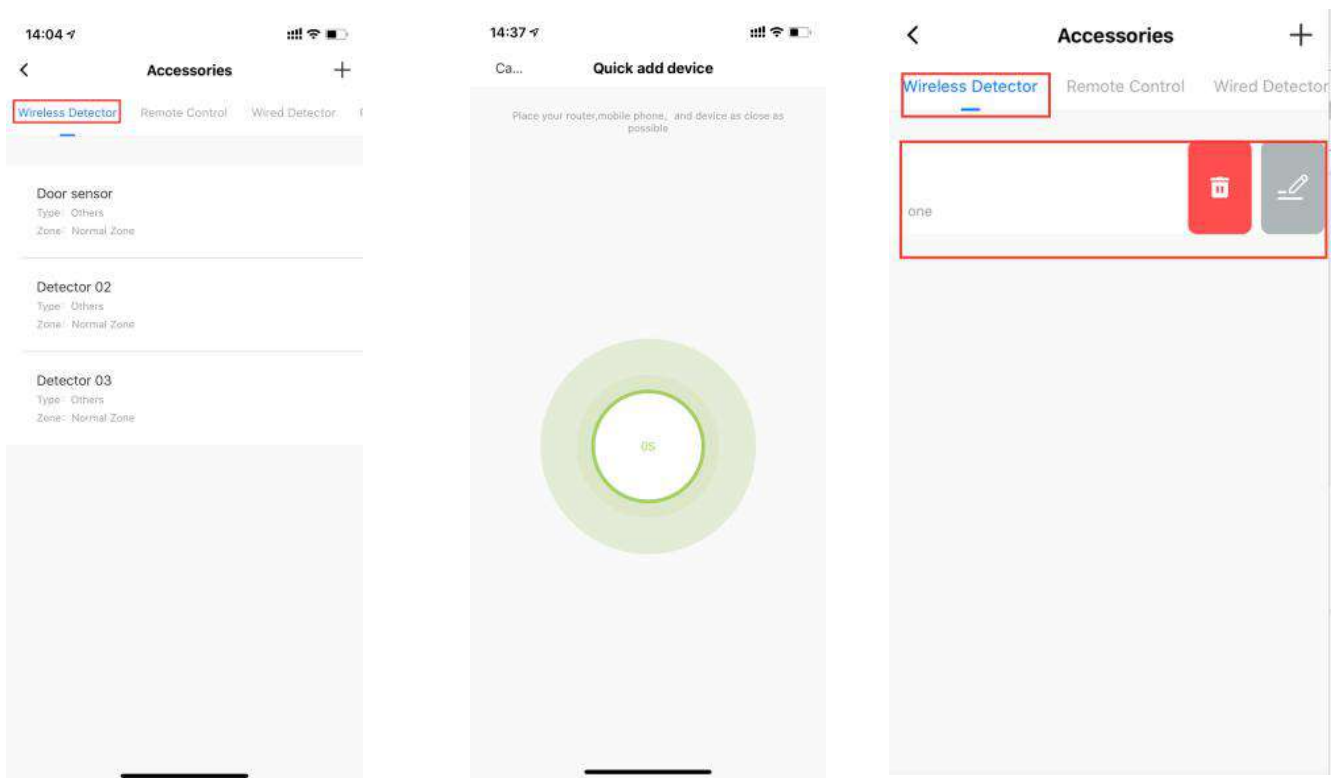 14:04
Accessories
Wireless Detector
Remote Control
Wired Detector
Door sensor
Type: Others
Zone: Normal Zone
Detector 02
Type: Others
Zone: Normal Zone
Detector 03
Type: Others
Zone: Normal Zone
14:37
Ca...
Quick add device
Place your router,mobile phone, and device as close as
possible
0S
Accessories
Wireless Detector
Remote Control
Wired Detector
one